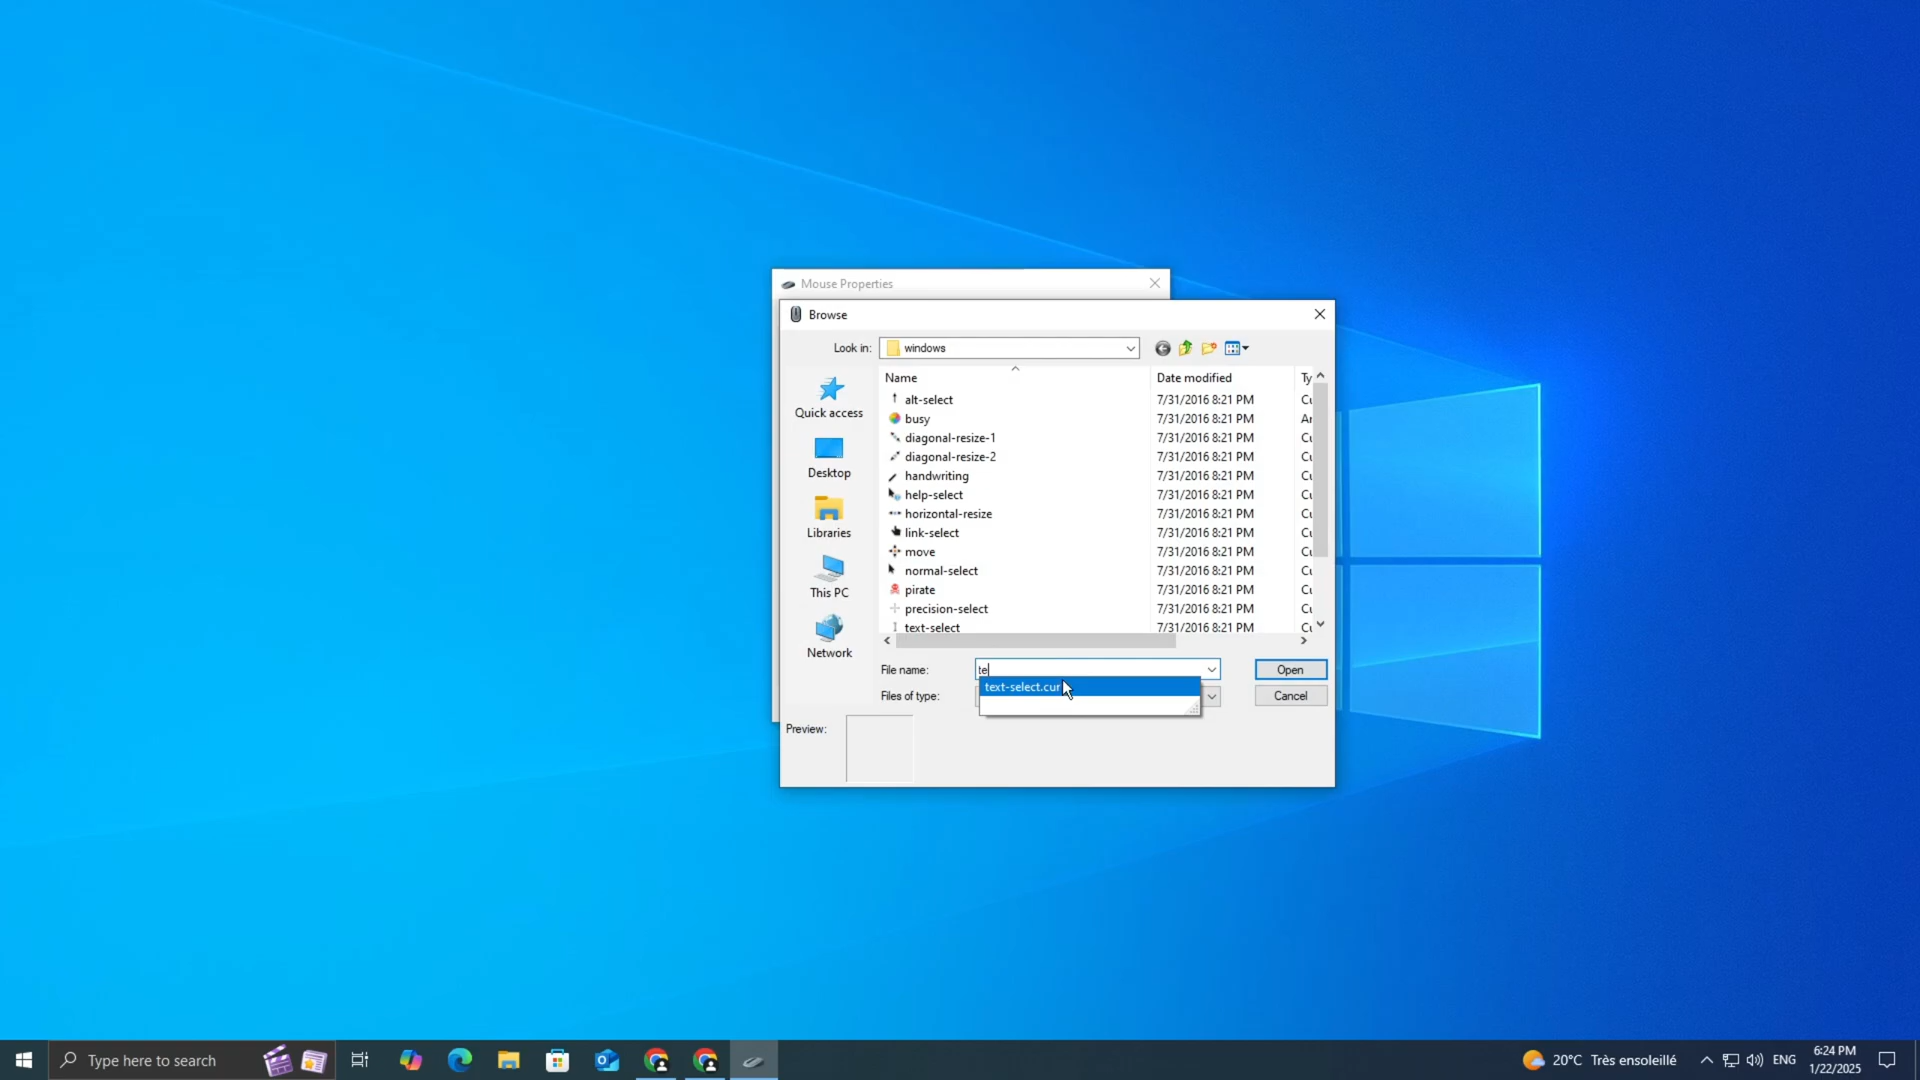 Mouse Properties
Browse
Look in: windows
Name Date modified Ty
alt-select 7/31/2016 8:21 PM Cu
busy 7/31/2016 8:21 PM Ar
diagonal-resize-1 7/31/2016 8:21 PM Cu
diagonal-resize-2 7/31/2016 8:21 PM Cu
handwriting 7/31/2016 8:21 PM Cu
help-select 7/31/2016 8:21 PM Cu
horizontal-resize 7/31/2016 8:21 PM Cu
link-select 7/31/2016 8:21 PM Cu
move 7/31/2016 8:21 PM Cu
normal-select 7/31/2016 8:21 PM Cu
pirate 7/31/2016 8:21 PM Cu
precision-select 7/31/2016 8:21 PM Cu
text-select 7/31/2016 8:21 PM Cu
Quick access
Desktop
Libraries
This PC
Network
File name: te Open
text-select.cur
Files of type: Cancel
Preview:
Type here to search
20°C Très ensoleillé ENG
6:24 PM
1/22/2025